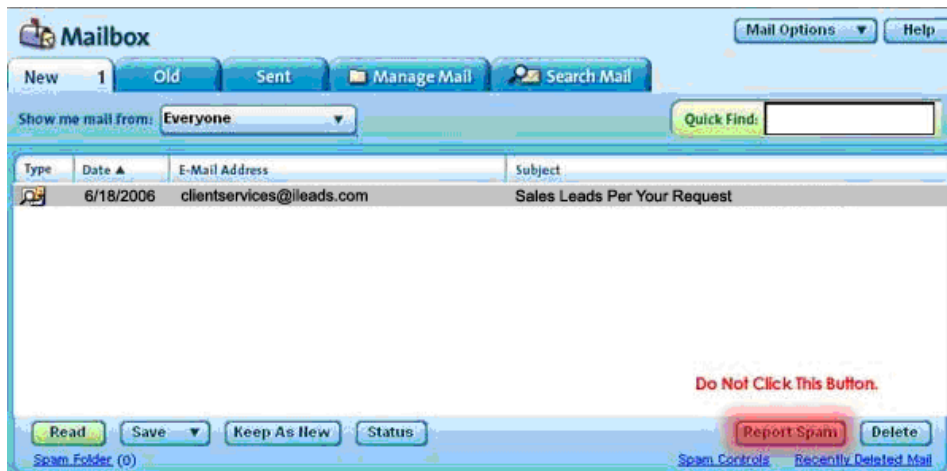 Mailbox
Mail Options Help
New 1 Old Sent Manage Mail Search Mail
Show me mail from: Everyone Quick Find:
Type Date E-Mail Address Subject
6/18/2006 clientservices@ileads.com Sales Leads Per Your Request
Do Not Click This Button.
Read Save Keep As New Status Report Spam Delete
Spam Folder (0) Spam Controls Recently Deleted Mail